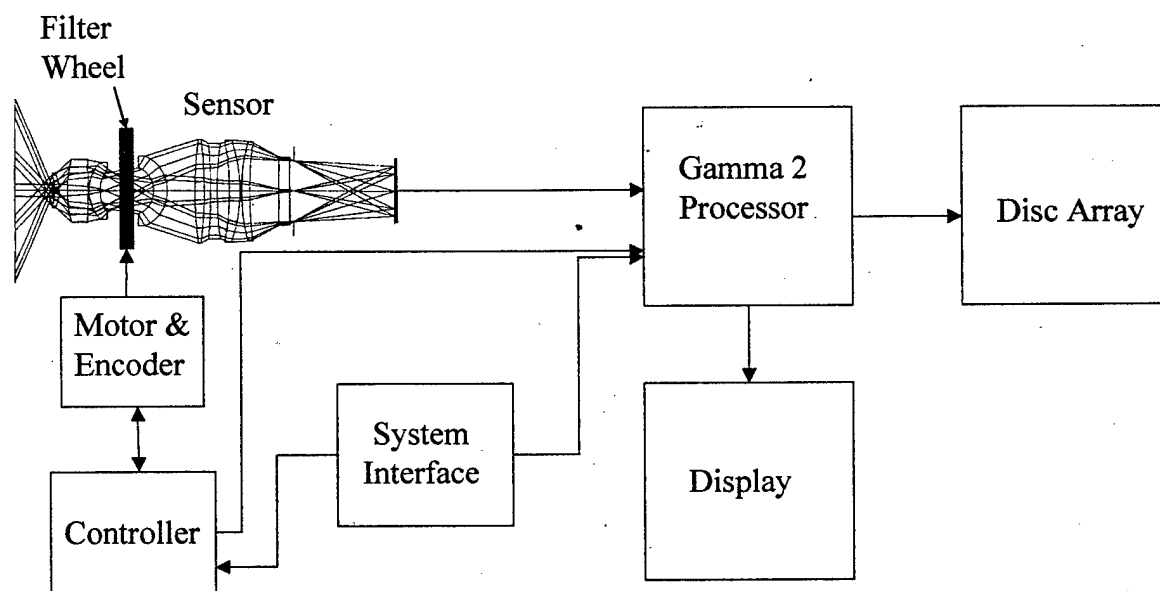 Filter
Wheel
Sensor
Gamma 2
Processor
Disc Array
Motor &
Encoder
System
Interface
Display
Controller